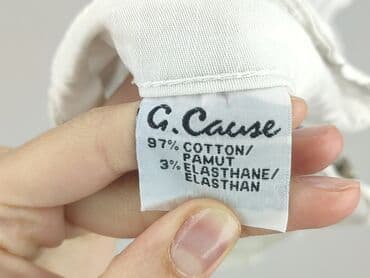 G. Cause
97% COTTON/
PAMUT
3% ELASTHANE/
ELASTHAN